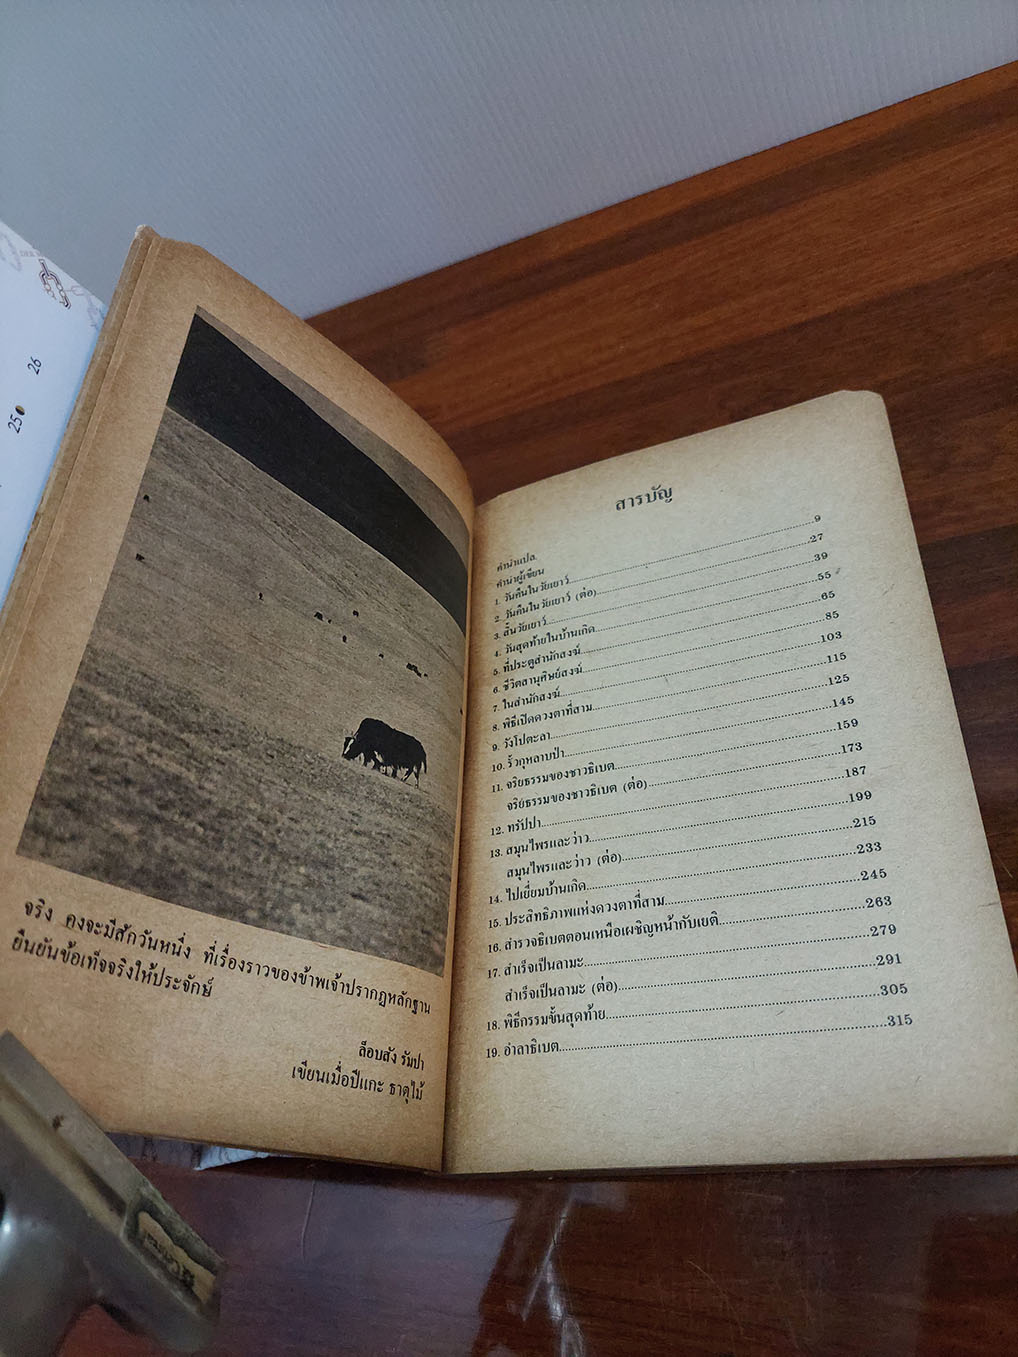 26
25
จริง คงจะมีสักวันหนึ่ง ที่เรื่องราวของข้าพเจ้าปรากฏหลักฐาน
ยืนยันข้อเท็จจริงให้ประจักษ์
ล็อบสัง รัมปา
เขียนเมื่อปีแกะ ธาตุไม้
สารบัญ
คำนำแปล.
คำนำผู้เขียน
1. วันคืนในวัยเยาว์....9
2. วันคืนในวัยเยาว์ (ต่อ)....27
3. สิ้นวัยเยาว์....39
4. วันสุดท้ายในบ้านเกิด....55
5. ที่ประตูสำนักสงฆ์....65
6. ชีวิตสานุศิษย์สงฆ์....85
7. ในสำนักสงฆ์....103
8. พิธีเปิดดวงตาที่สาม....115
9. วังโปตะลา....125
10. รั้วกุหลาบป่า....145
11. จริยธรรมของชาวธิเบต....159
จริยธรรมของชาวธิเบต (ต่อ)....173
12. ทรัปปา....187
13. สมุนไพรและว่าว....199
สมุนไพรและว่าว (ต่อ)....215
14. ไปเยี่ยมบ้านเกิด....233
15. ประสิทธิภาพแห่งดวงตาที่สาม....245
16. สำรวจธิเบตตอนเหนือเผชิญหน้ากับเยติ....263
17. สำเร็จเป็นลามะ....279
สำเร็จเป็นลามะ (ต่อ)....291
18. พิธีกรรมขั้นสุดท้าย....305
19. อำลาธิเบต....315